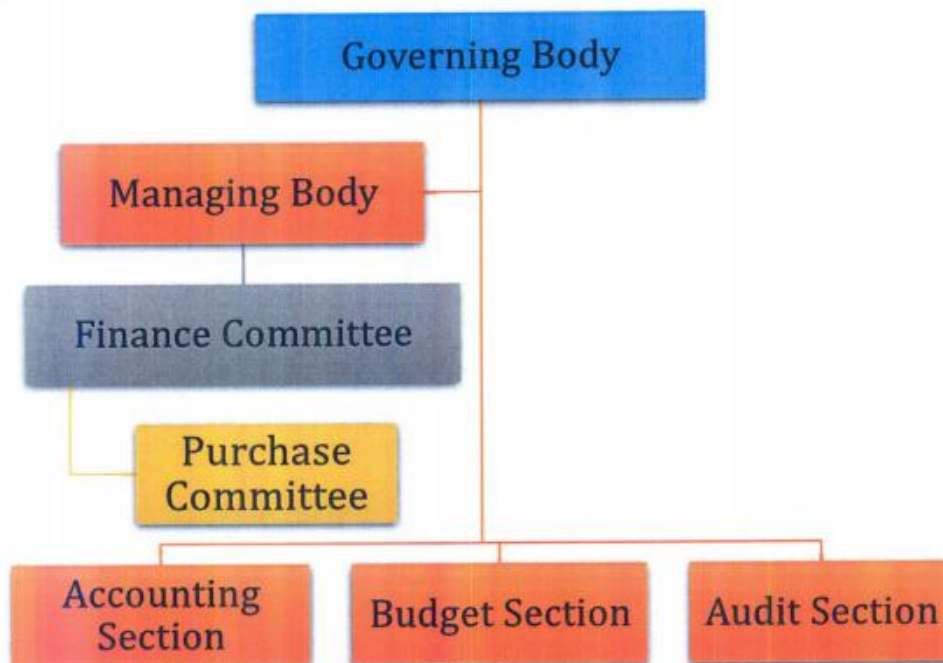 Governing Body
Managing Body
Finance Committee
Purchase
Committee
Accounting
Section
Budget Section
Audit Section